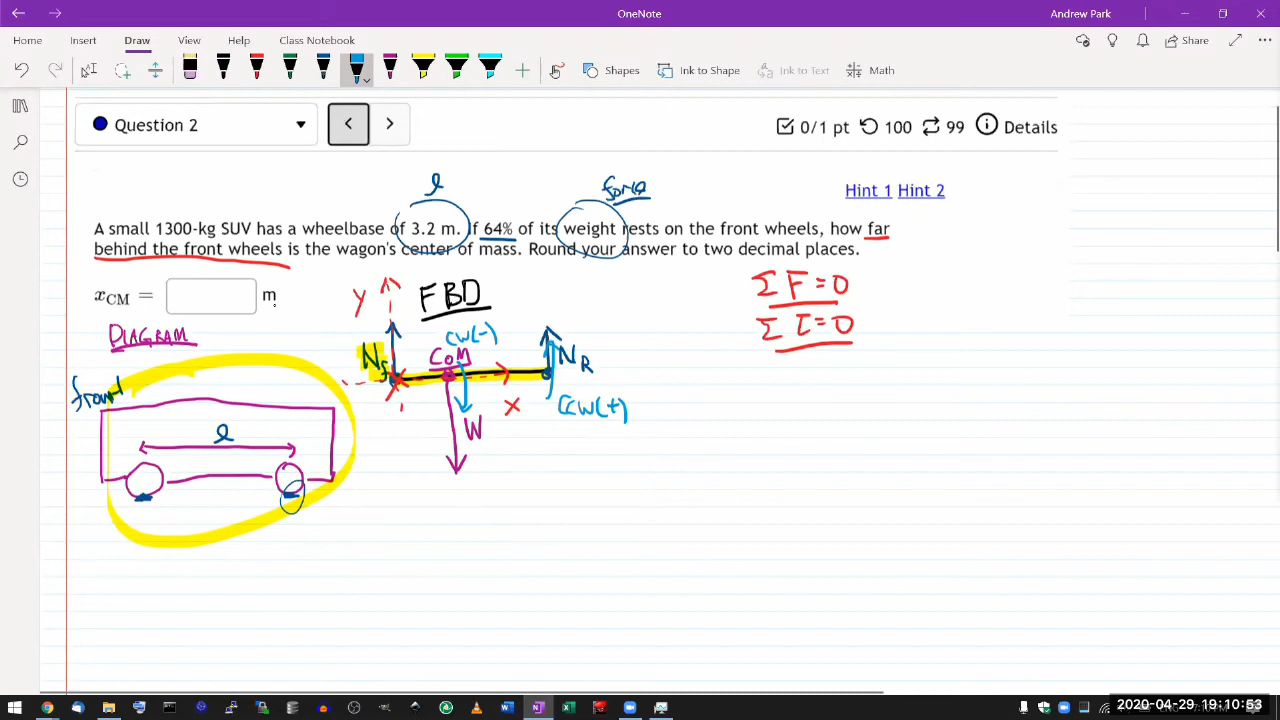 OneNote
Andrew Park
Home Insert Draw View Help Class Notebook
Share
Shapes Ink to Shape Ink to Text Math
Question 2
0/1 pt 100 99 Details
Hint 1 Hint 2
l
force
A small 1300-kg SUV has a wheelbase of 3.2 m. If 64% of its weight rests on the front wheels, how far
behind the front wheels is the wagon's center of mass. Round your answer to two decimal places.
xCM = m
DIAGRAM
front
l
y
FBD
CW(-)
Nf
CoM
NR
CCW(+)
x
W
Σ F = 0
Σ τ = 0
2020-04-29 19:10:53